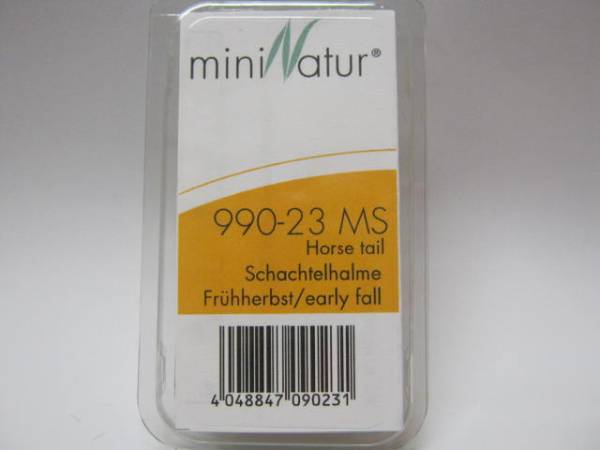 miniNatur®
990-23 MS
Horse tail
Schachtelhalme
Frühherbst/early fall
4 048847 090231